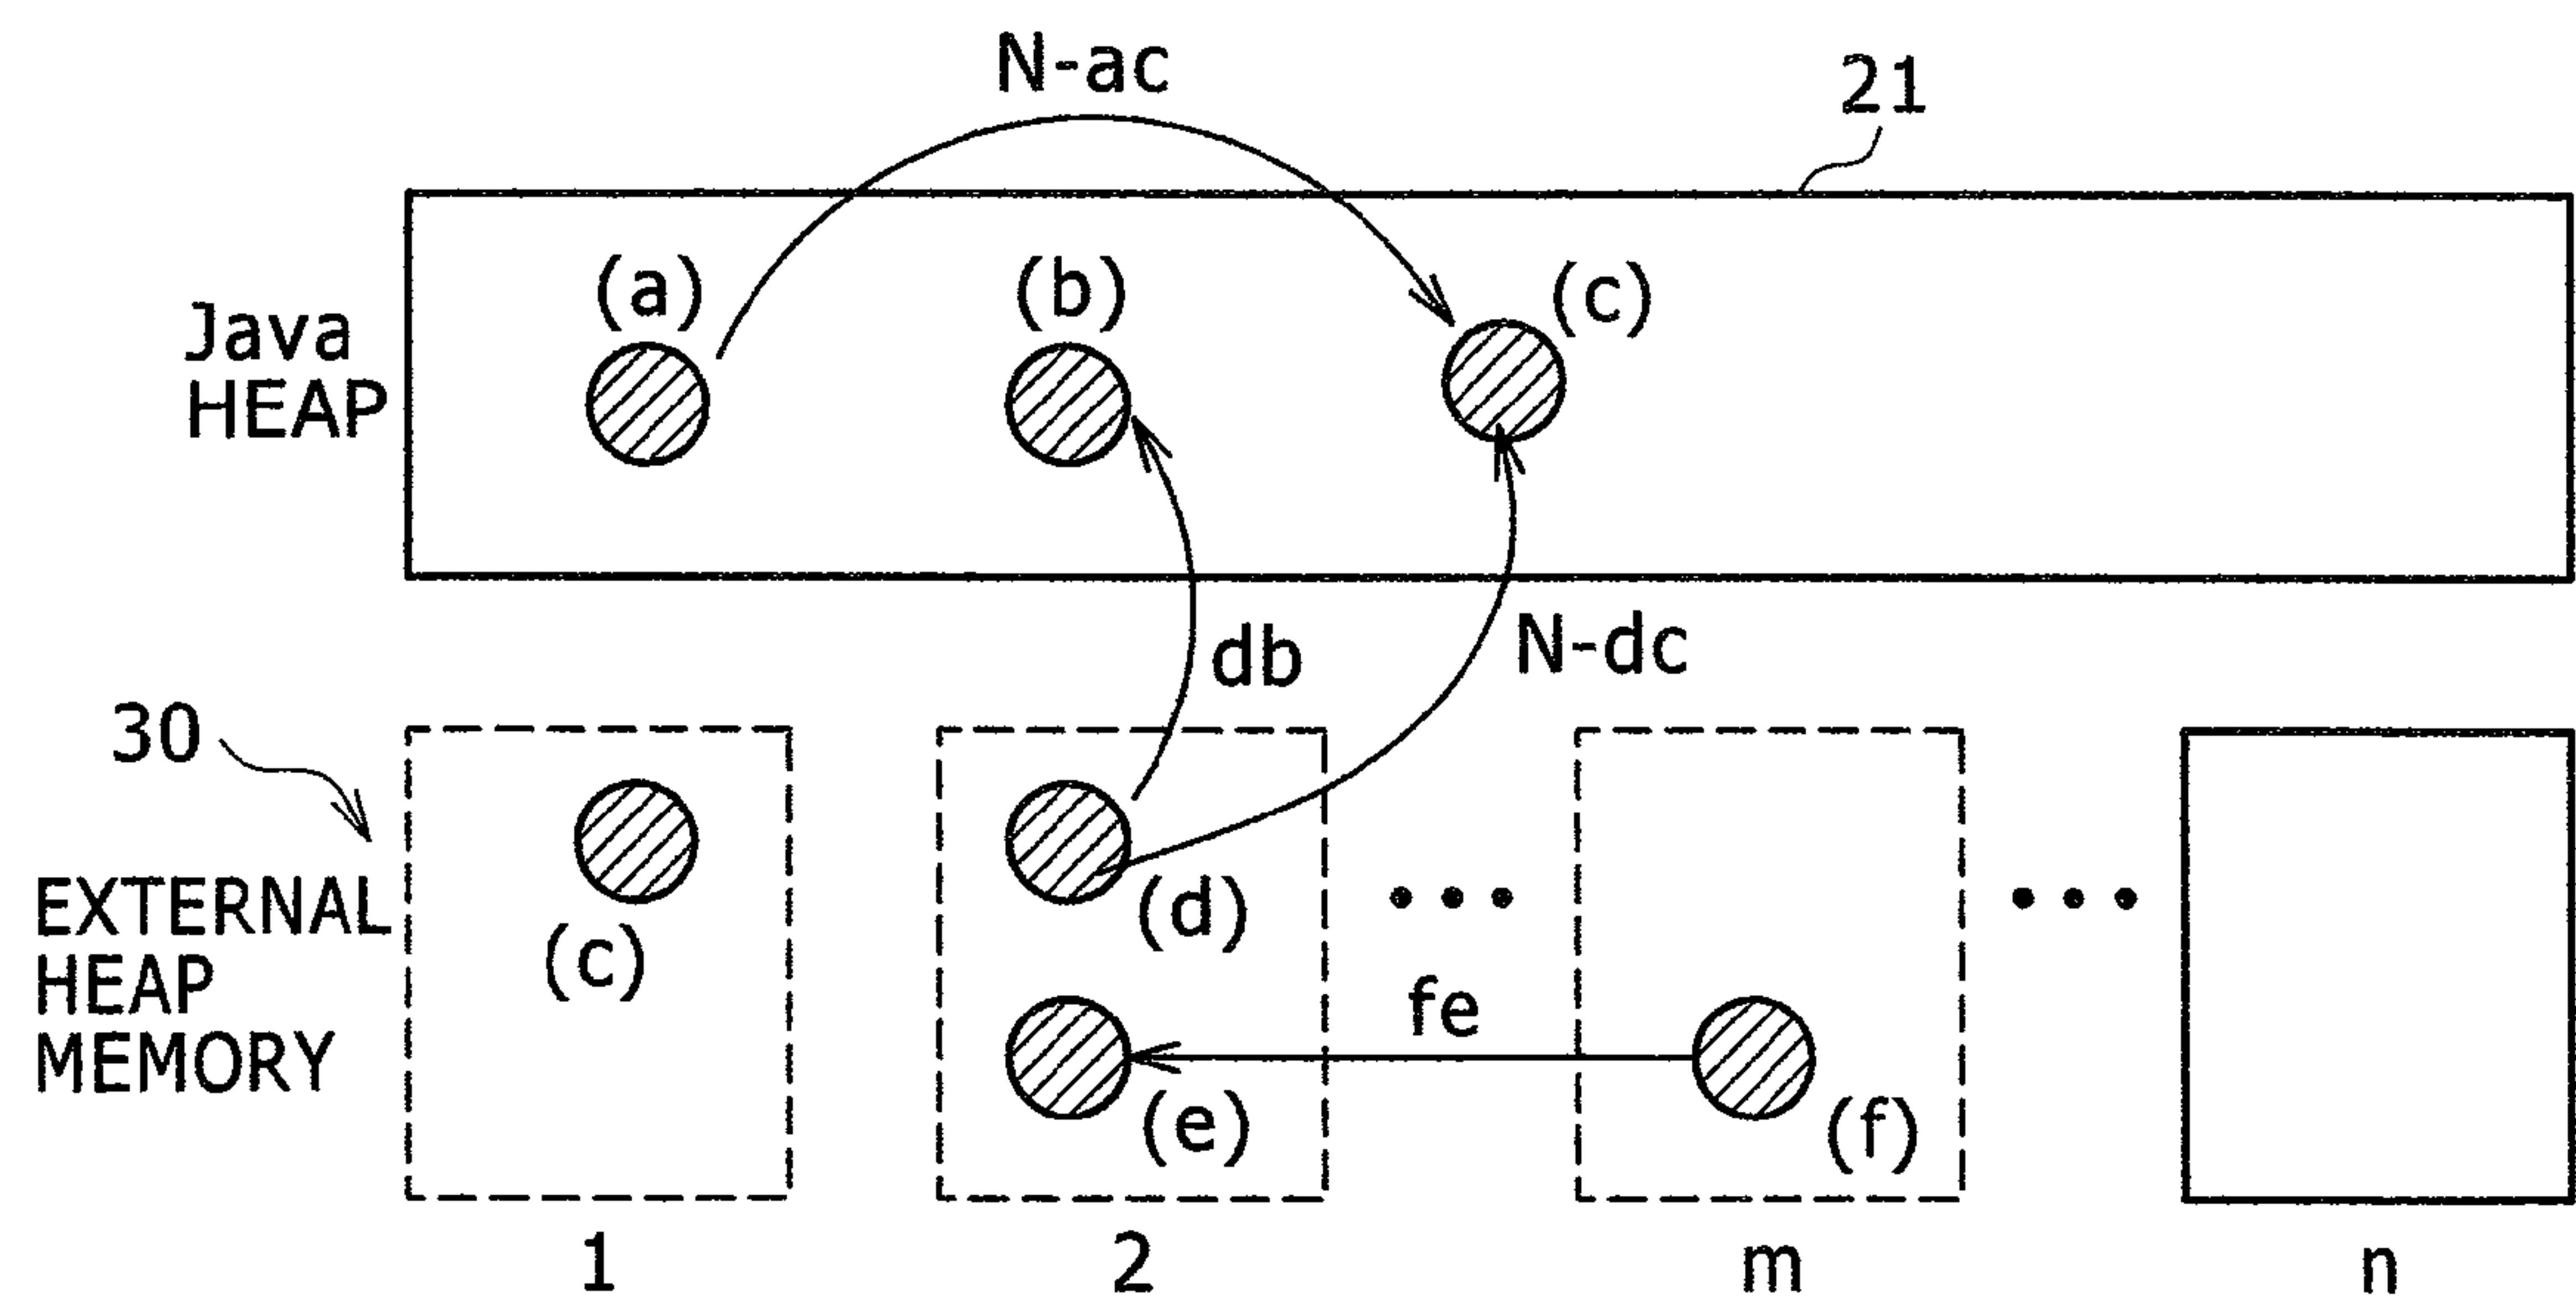 N-ac
21
(a)
(b)
(c)
Java
HEAP
db
N-dc
30
EXTERNAL
HEAP
MEMORY
(c)
(d)
fe
(e)
(f)
1
2
m
n